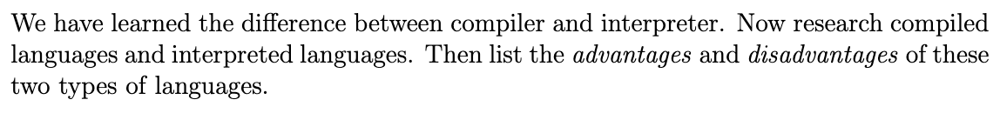 We have learned the difference between compiler and interpreter. Now research compiled
languages and interpreted languages. Then list the advantages and disadvantages of these
two types of languages.